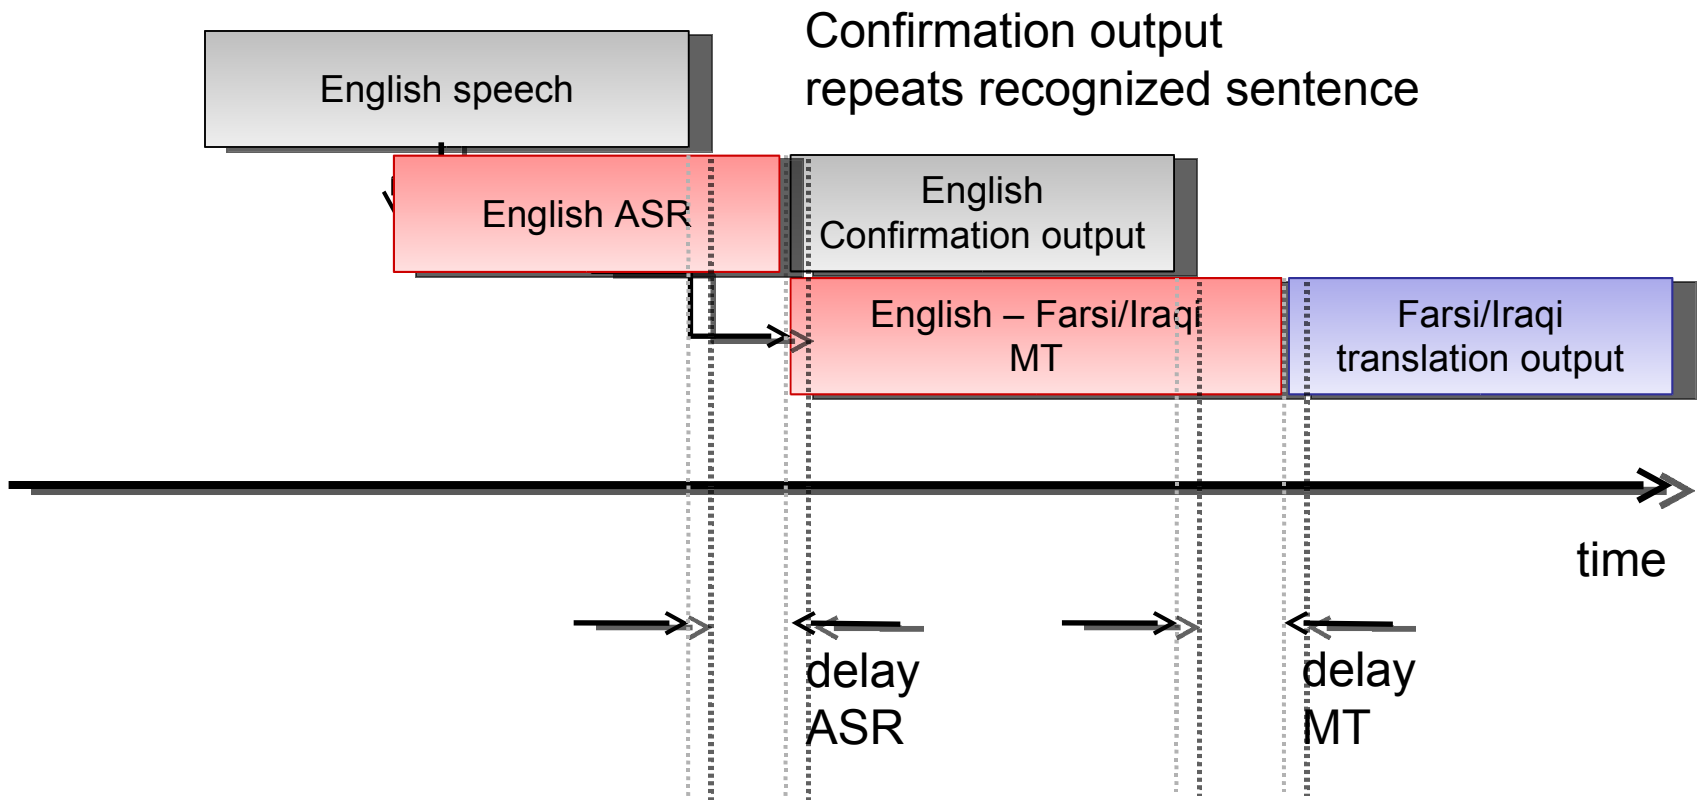 Confirmation output
repeats recognized sentence
English speech
English ASR
English
Confirmation output
English – Farsi/Iraqi
MT
Farsi/Iraqi
translation output
time
delay
ASR
delay
MT